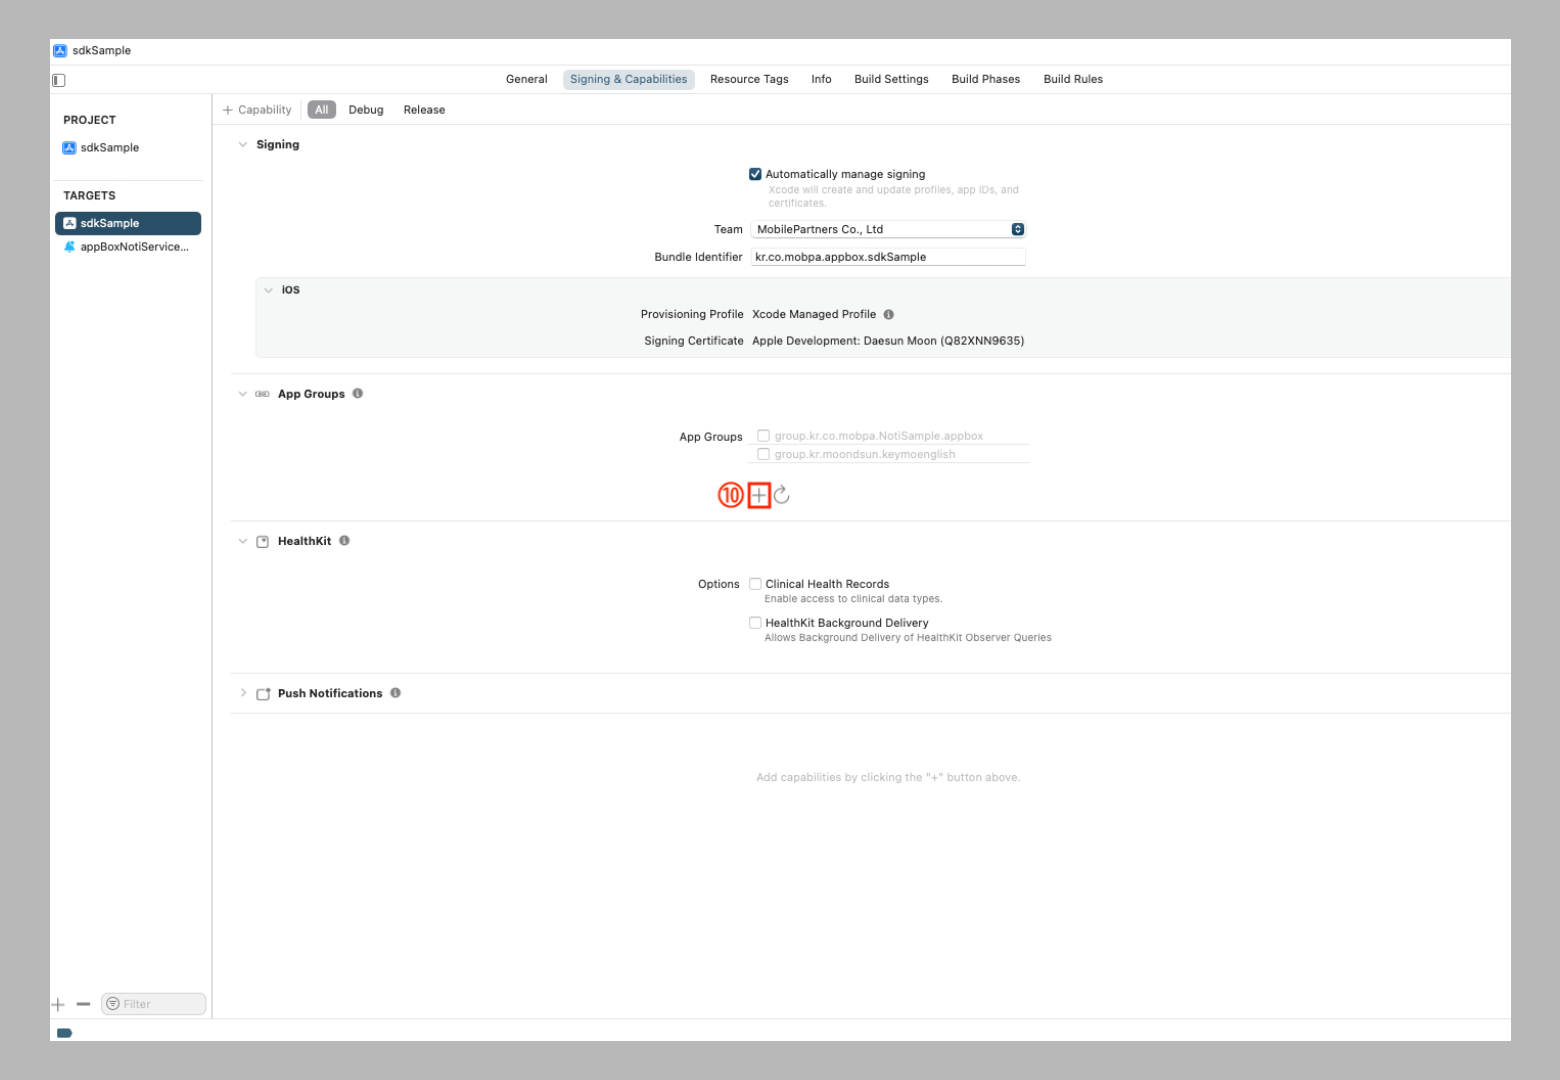 sdkSample
General Signing & Capabilities Resource Tags Info Build Settings Build Phases Build Rules
+ Capability All Debug Release
PROJECT
sdkSample
TARGETS
sdkSample
appBoxNotiService...
Signing
Automatically manage signing
Xcode will create and update profiles, app IDs, and
certificates.
Team MobilePartners Co., Ltd
Bundle Identifier kr.co.mobpa.appbox.sdkSample
iOS
Provisioning Profile Xcode Managed Profile
Signing Certificate Apple Development: Daesun Moon (Q82XNN9635)
App Groups
App Groups group.kr.co.mobpa.NotiSample.appbox
group.kr.moondsun.keymoenglish
⑩ +
HealthKit
Options Clinical Health Records
Enable access to clinical data types.
HealthKit Background Delivery
Allows Background Delivery of HealthKit Observer Queries
Push Notifications
Add capabilities by clicking the "+" button above.
+ − Filter